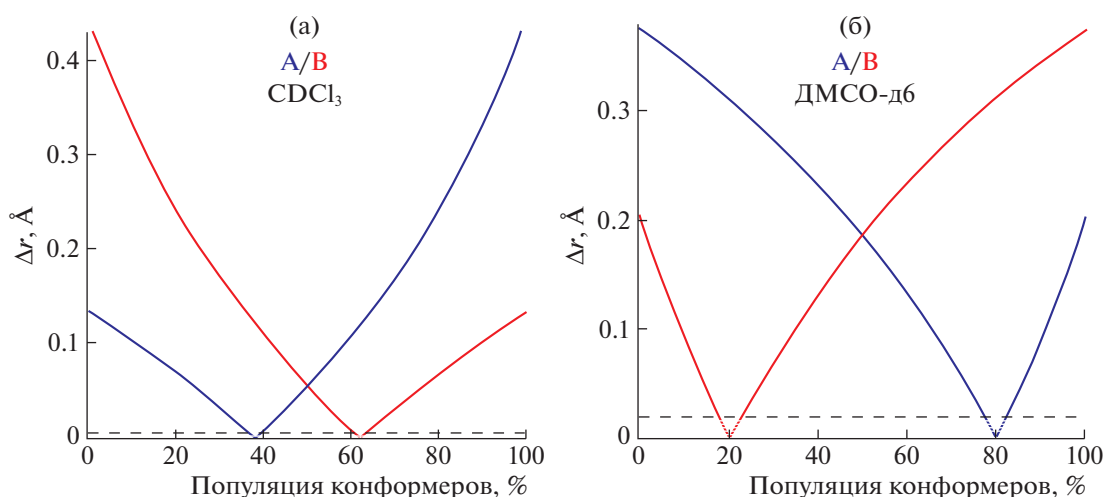 (а)
A/B
CDCl3
Δr, Å
0.4
0.3
0.2
0.1
0
0 20 40 60 80 100
Популяция конформеров, %
(б)
A/B
ДМСО-д6
Δr, Å
0.3
0.2
0.1
0
0 20 40 60 80 100
Популяция конформеров, %